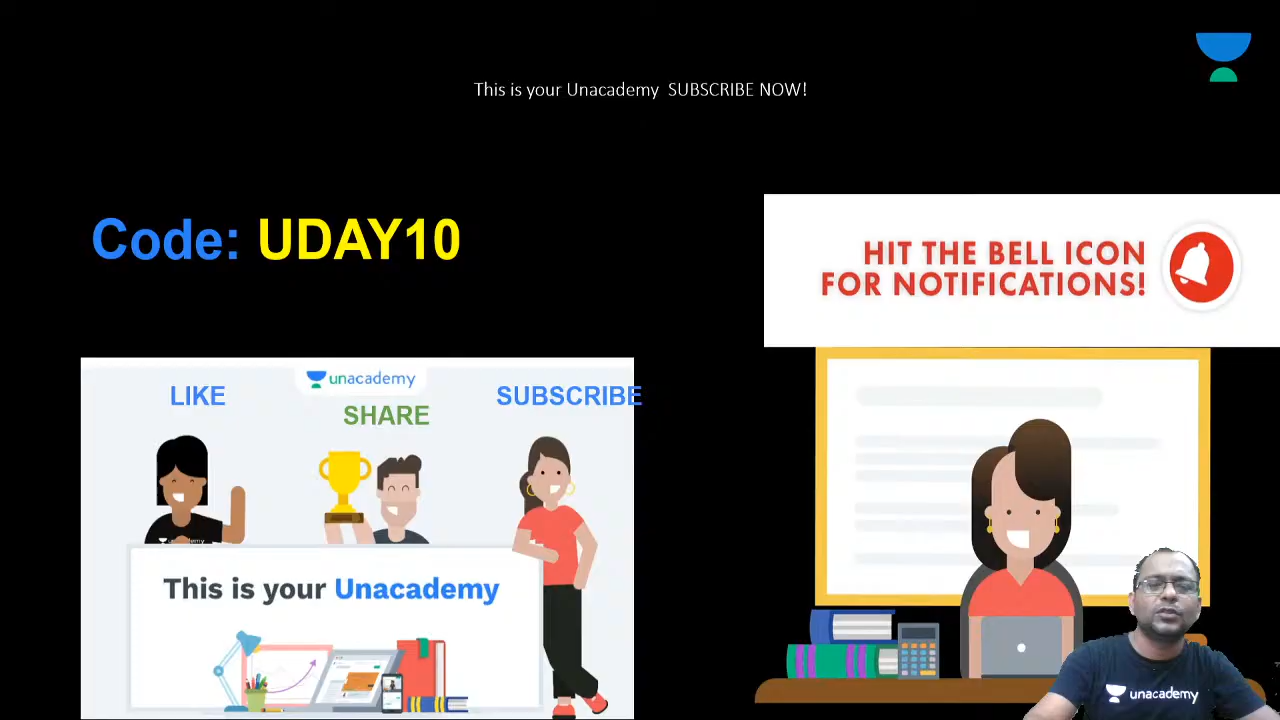 This is your Unacademy SUBSCRIBE NOW!
Code: UDAY10
HIT THE BELL ICON
FOR NOTIFICATIONS!
unacademy
LIKE
SHARE
SUBSCRIBE
unacademy
This is your Unacademy
unacademy